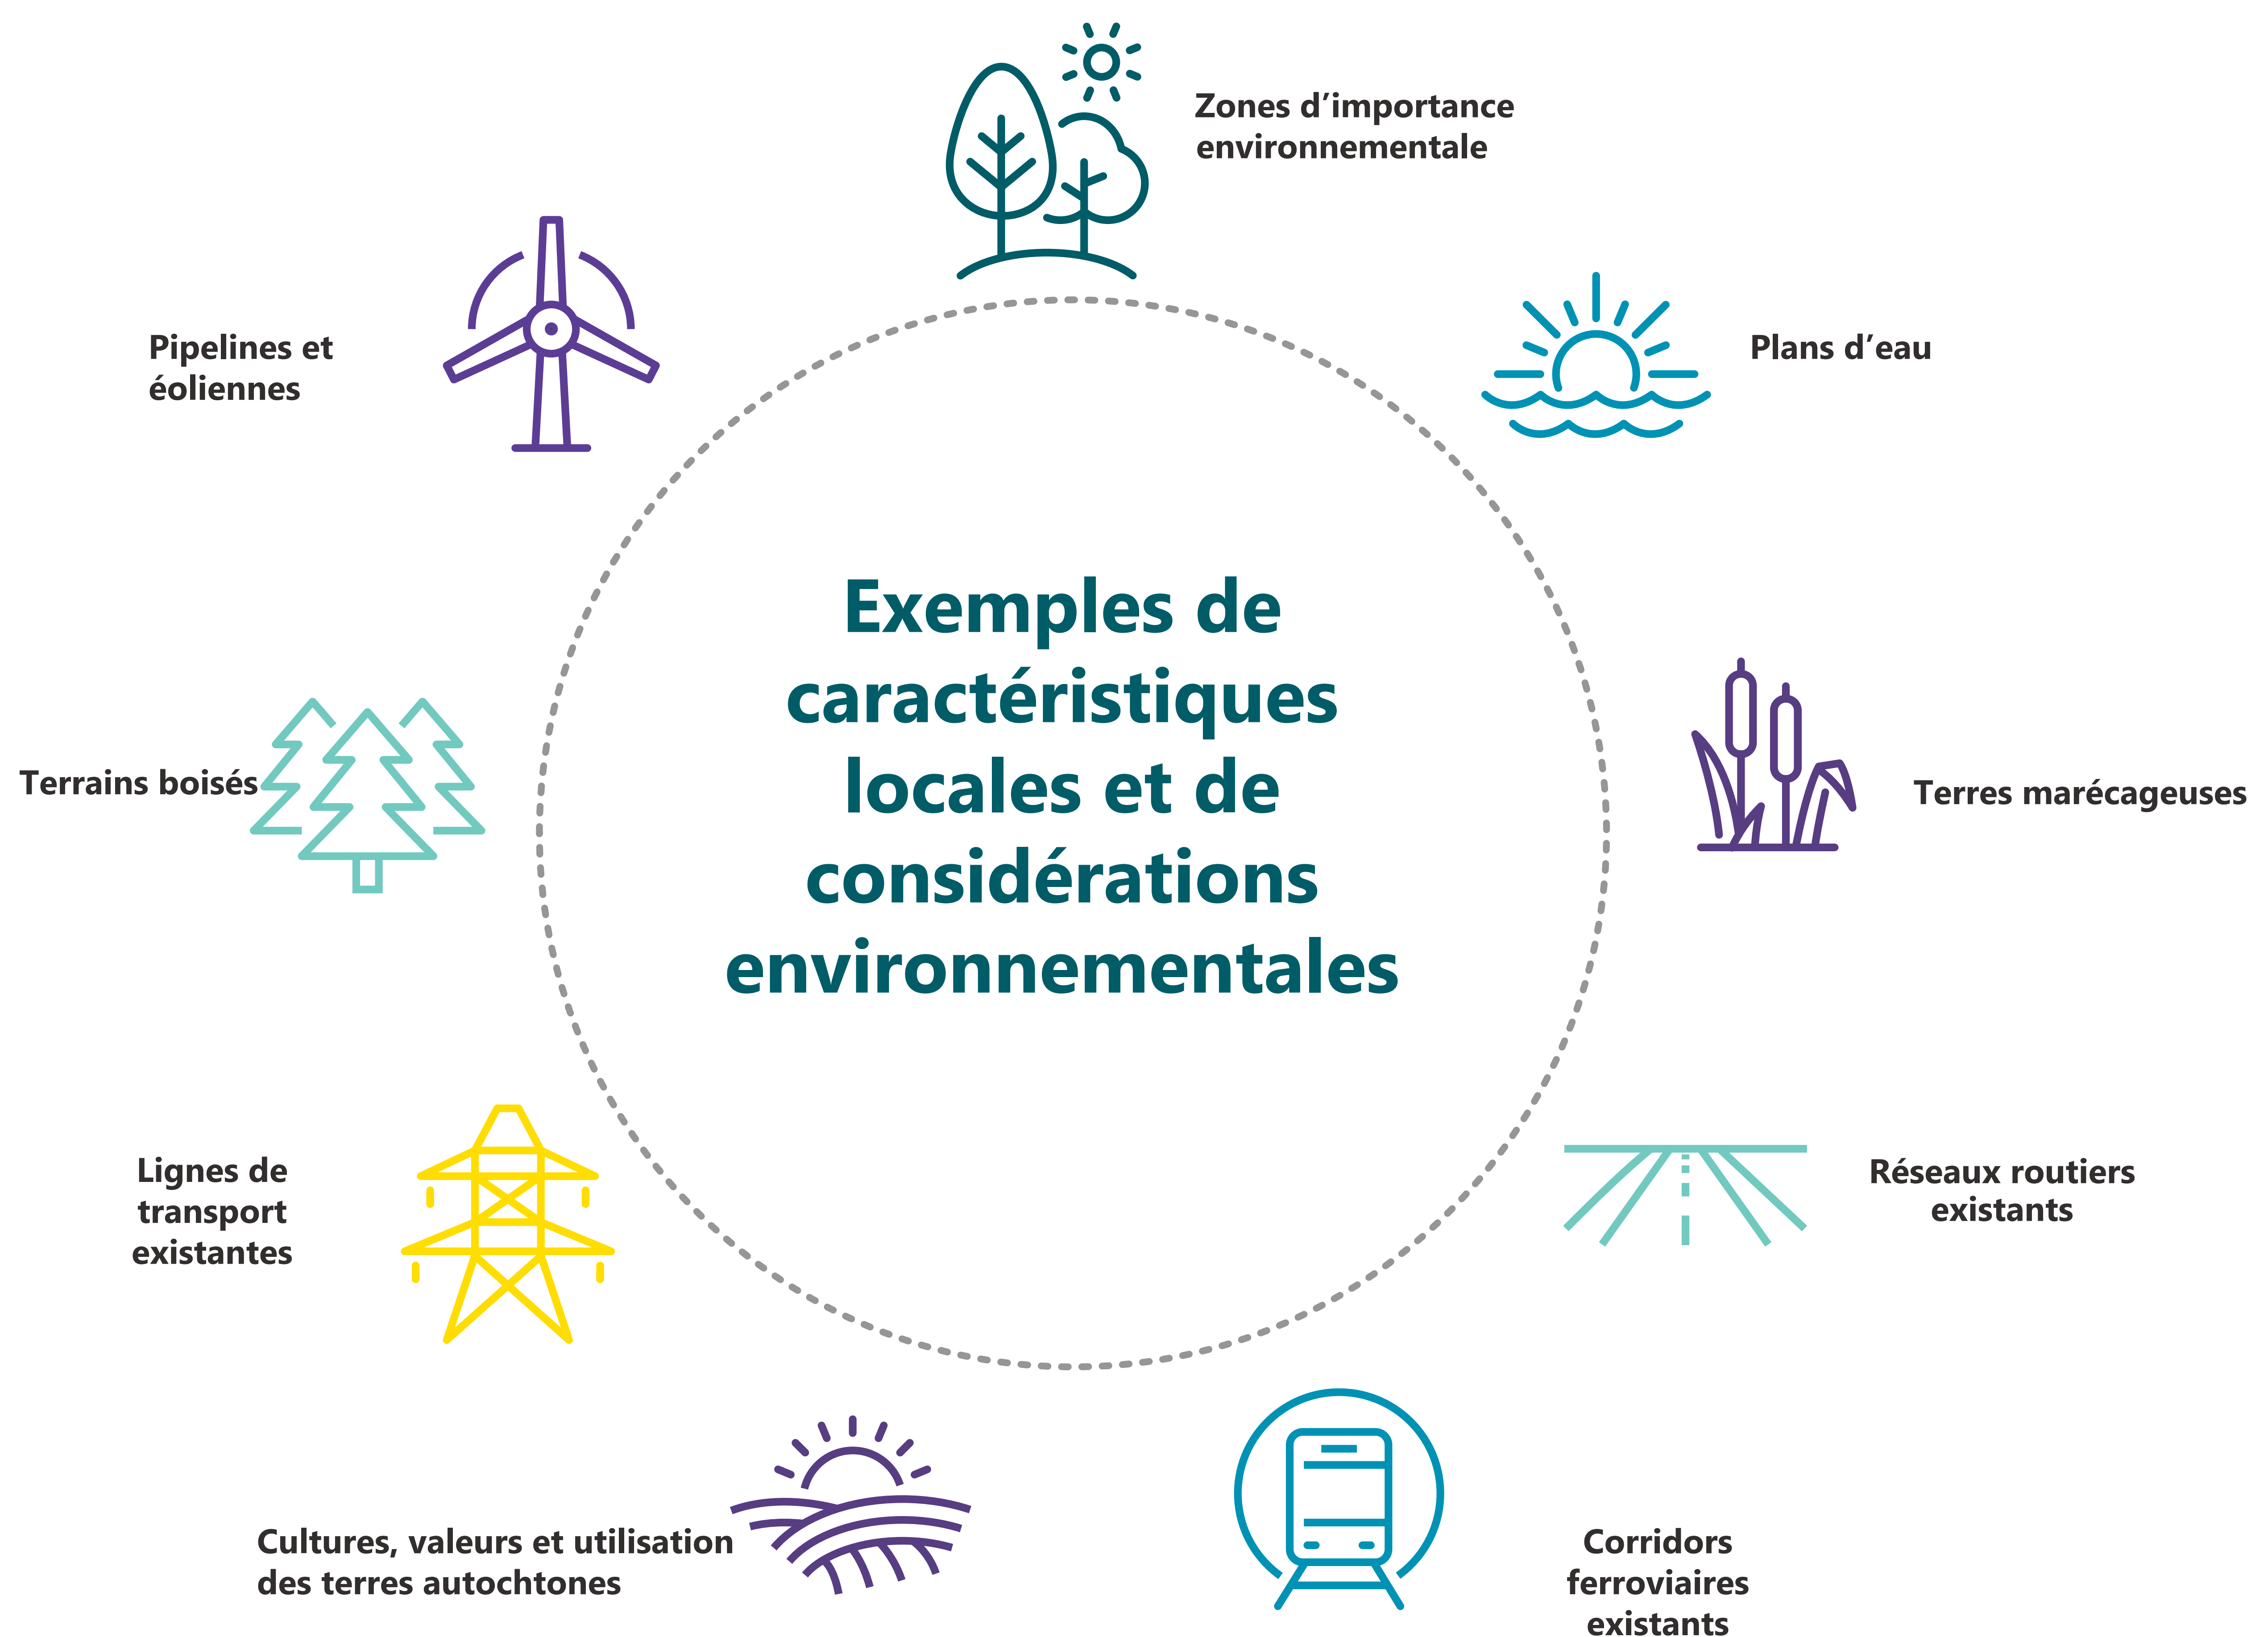 Zones d’importance
environnementale
Plans d’eau
Pipelines et
éoliennes
Exemples de
caractéristiques
locales et de
considérations
environnementales
Terrains boisés
Terres marécageuses
Lignes de
transport
existantes
Réseaux routiers
existants
Cultures, valeurs et utilisation
des terres autochtones
Corridors
ferroviaires
existants